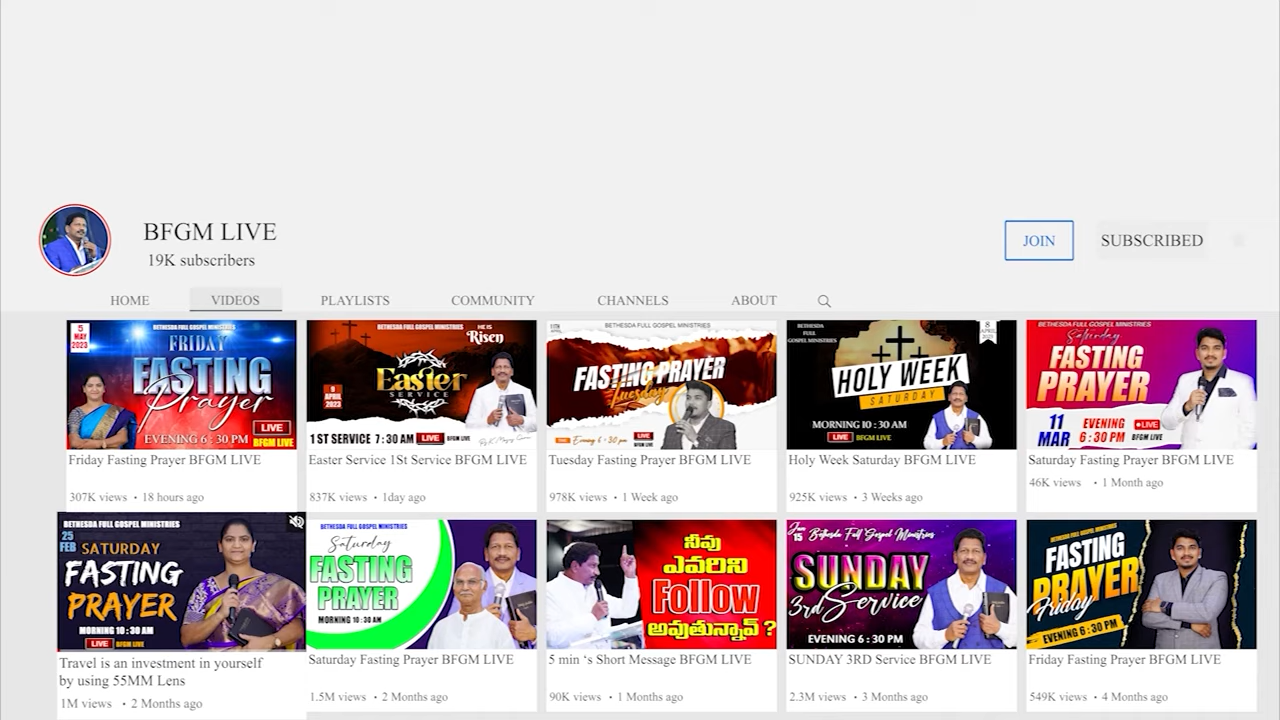 BFGM LIVE
19K subscribers
JOIN
SUBSCRIBED
HOME
VIDEOS
PLAYLISTS
COMMUNITY
CHANNELS
ABOUT
5
MAY
2023
BETHESDA FULL GOSPEL MINISTRIES
FRIDAY
FASTING
Prayer
EVENING 6 : 30 PM
LIVE
BFGM LIVE
Friday Fasting Prayer BFGM LIVE
307K views • 18 hours ago
BETHESDA FULL GOSPEL MINISTRIES
HE IS
Risen
Easter
SERVICE
9
APRIL
2023
1ST SERVICE 7 : 30 AM
LIVE
BFGM LIVE
Easter Service 1St Service BFGM LIVE
837K views • 1day ago
BETHESDA FULL GOSPEL MINISTRIES
FASTING PRAYER
Tuesday
Evening 6 : 30 pm
LIVE
BFGM LIVE
Tuesday Fasting Prayer BFGM LIVE
978K views • 1 Week ago
BETHESDA
FULL
GOSPEL MINISTRIES
8
APRIL
2023
HOLY WEEK
SATURDAY
MORNING 10 : 30 AM
LIVE
BFGM LIVE
Holy Week Saturday BFGM LIVE
925K views • 3 Weeks ago
BETHESDA FULL GOSPEL MINISTRIES
Saturday
FASTING
PRAYER
11
MAR
EVENING
6 : 30 PM
LIVE
BFGM LIVE
Saturday Fasting Prayer BFGM LIVE
46K views • 1 Month ago
BETHESDA FULL GOSPEL MINISTRIES
25
FEB
SATURDAY
FASTING
PRAYER
MORNING 10 : 30 AM
LIVE
BFGM LIVE
Travel is an investment in yourself
by using 55MM Lens
1M views • 2 Months ago
BETHESDA FULL GOSPEL MINISTRIES
Saturday
FASTING
PRAYER
MORNING 10 : 30 AM
Saturday Fasting Prayer BFGM LIVE
1.5M views • 2 Months ago
నీవు
ఎవరిని
Follow
అవుతున్నావ్ ?
5 min ‘s Short Message BFGM LIVE
90K views • 1 Months ago
Jan
15
Bethesda Full Gospel Ministries
SUNDAY
3rd Service
EVENING 6 : 30 PM
SUNDAY 3RD Service BFGM LIVE
2.3M views • 3 Months ago
BETHESDA FULL GOSPEL MINISTRIES
FASTING
PRAYER
Friday
EVENING 6 : 30 PM
Friday Fasting Prayer BFGM LIVE
549K views • 4 Months ago